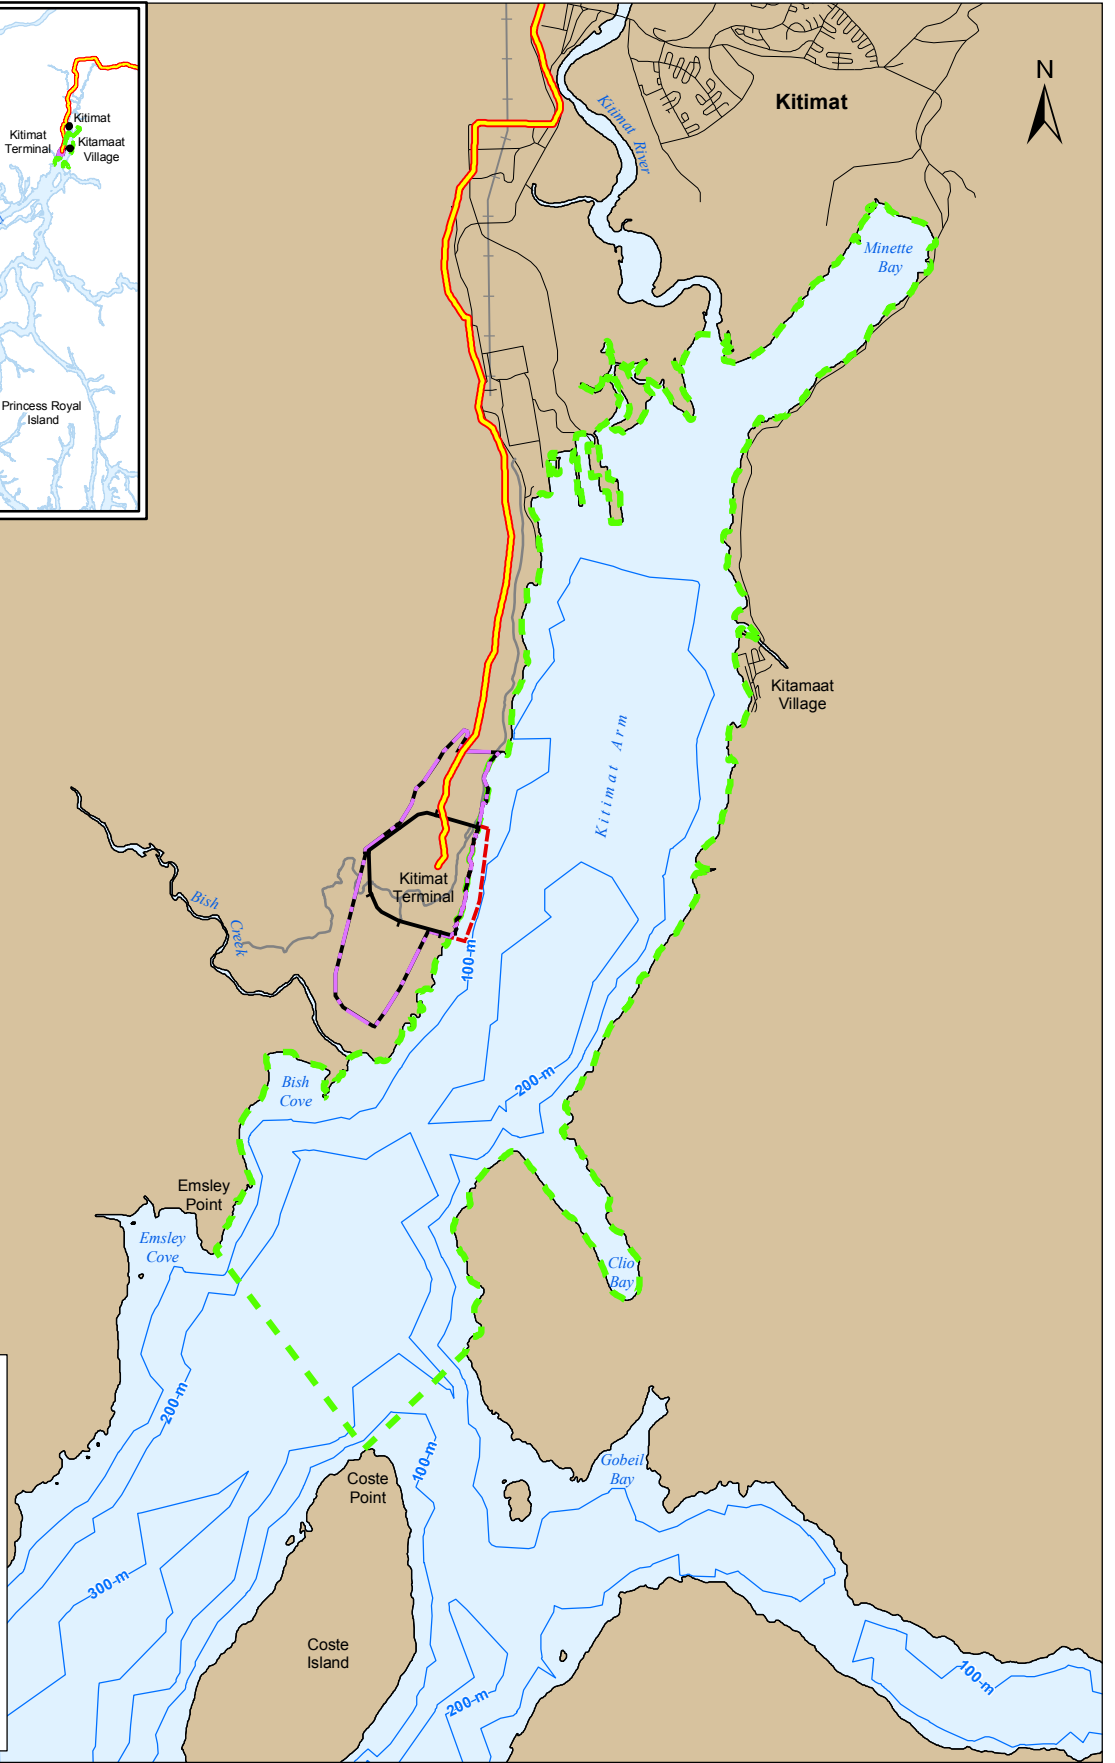 Kitimat
Kitimat
Terminal
Kitamaat
Village
Princess Royal
Island
N
Kitimat
Kitimat River
Minette
Bay
Kitamaat
Village
Kitimat Arm
Kitimat
Terminal
Bish
Creek
100-m
200-m
Bish
Cove
Emsley
Point
Emsley
Cove
Clio
Bay
200-m
100-m
Gobeil
Bay
Coste
Point
300-m
Coste
Island
200-m
100-m